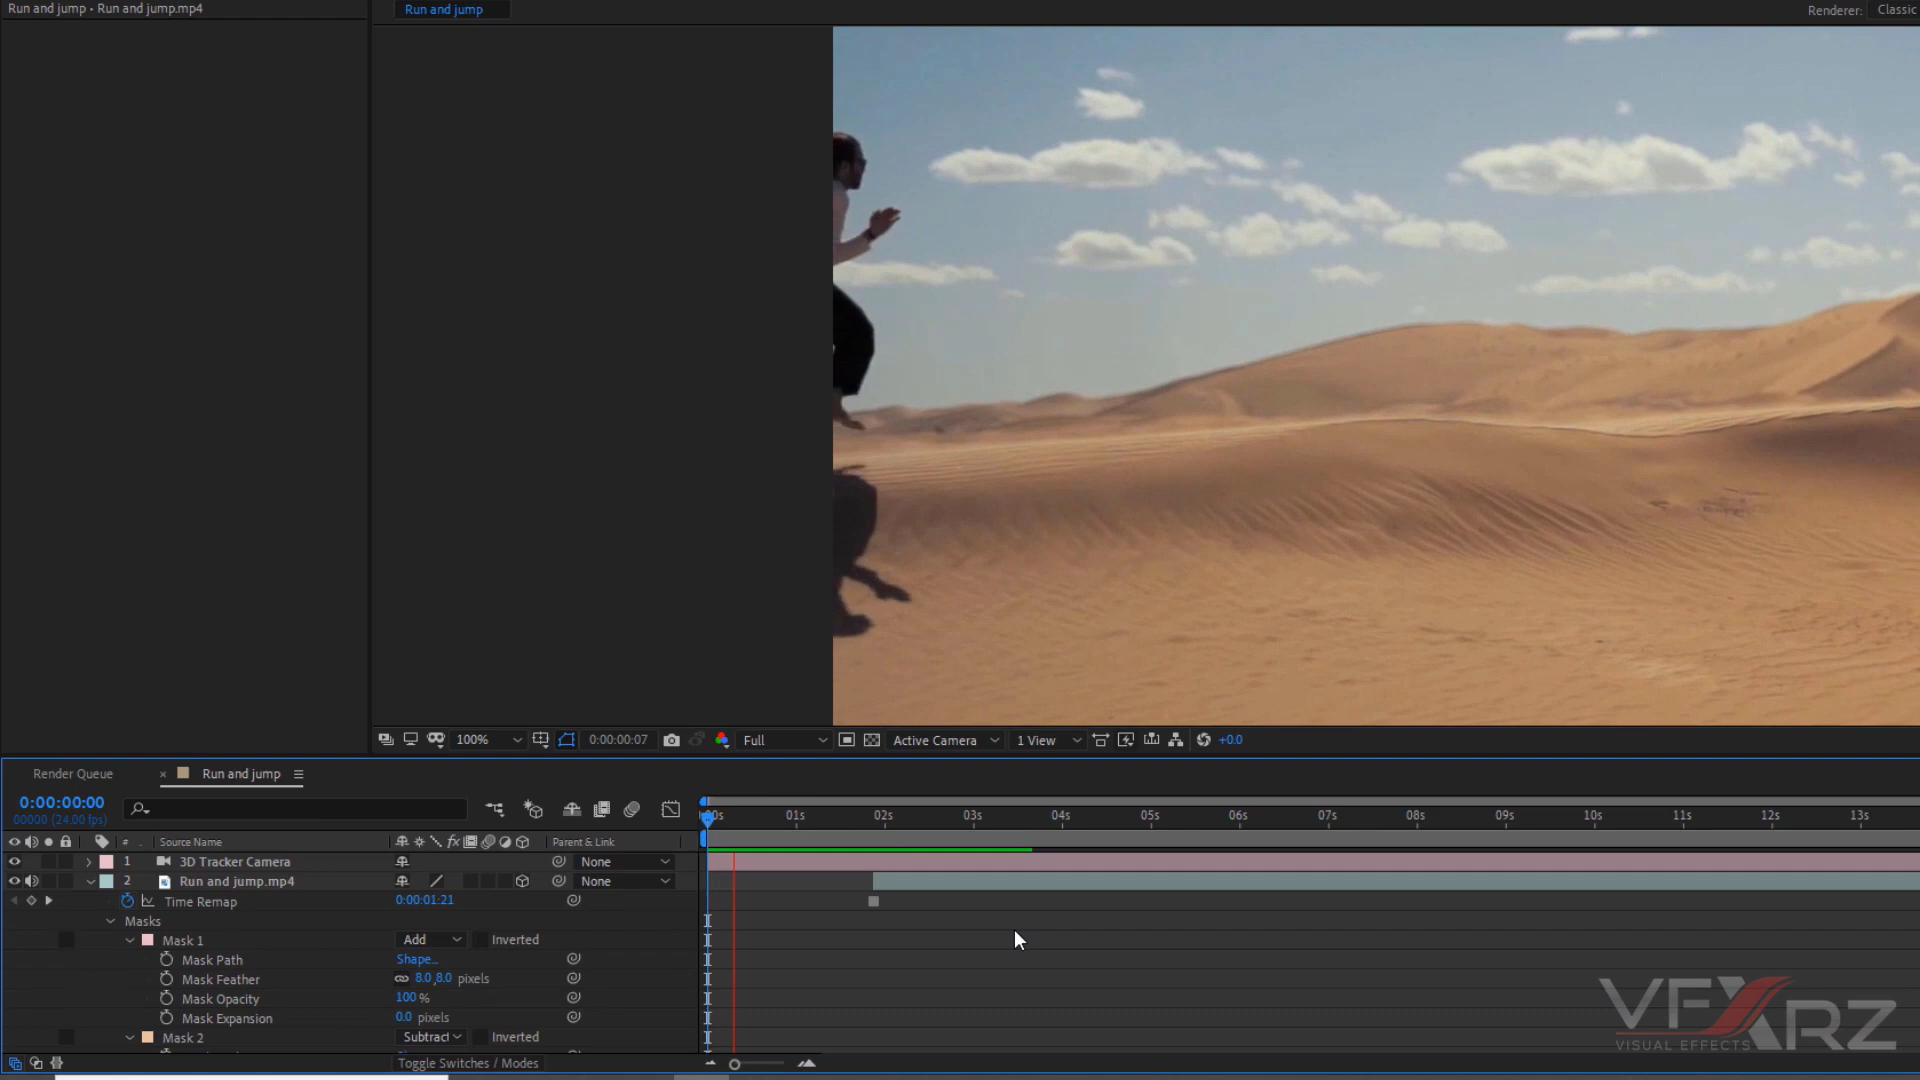 Run and jump • Run and jump.mp4
Run and jump
Renderer: Classic
100%
0:00:00:07
Full
Active Camera
1 View
+0.0
Render Queue
× Run and jump
0:00:00:00
00000 (24.00 fps)
01s 02s 03s 04s 05s 06s 07s 08s 09s 10s 11s 12s 13s
# Source Name fx Parent & Link
1 3D Tracker Camera None
2 Run and jump.mp4 None
Time Remap 0:00:01:21
Masks
Mask 1 Add Inverted
Mask Path Shape...
Mask Feather 8.0,8.0 pixels
Mask Opacity 100 %
Mask Expansion 0.0 pixels
Mask 2 Subtract Inverted
Toggle Switches / Modes
VFXARZ
VISUAL EFFECTS